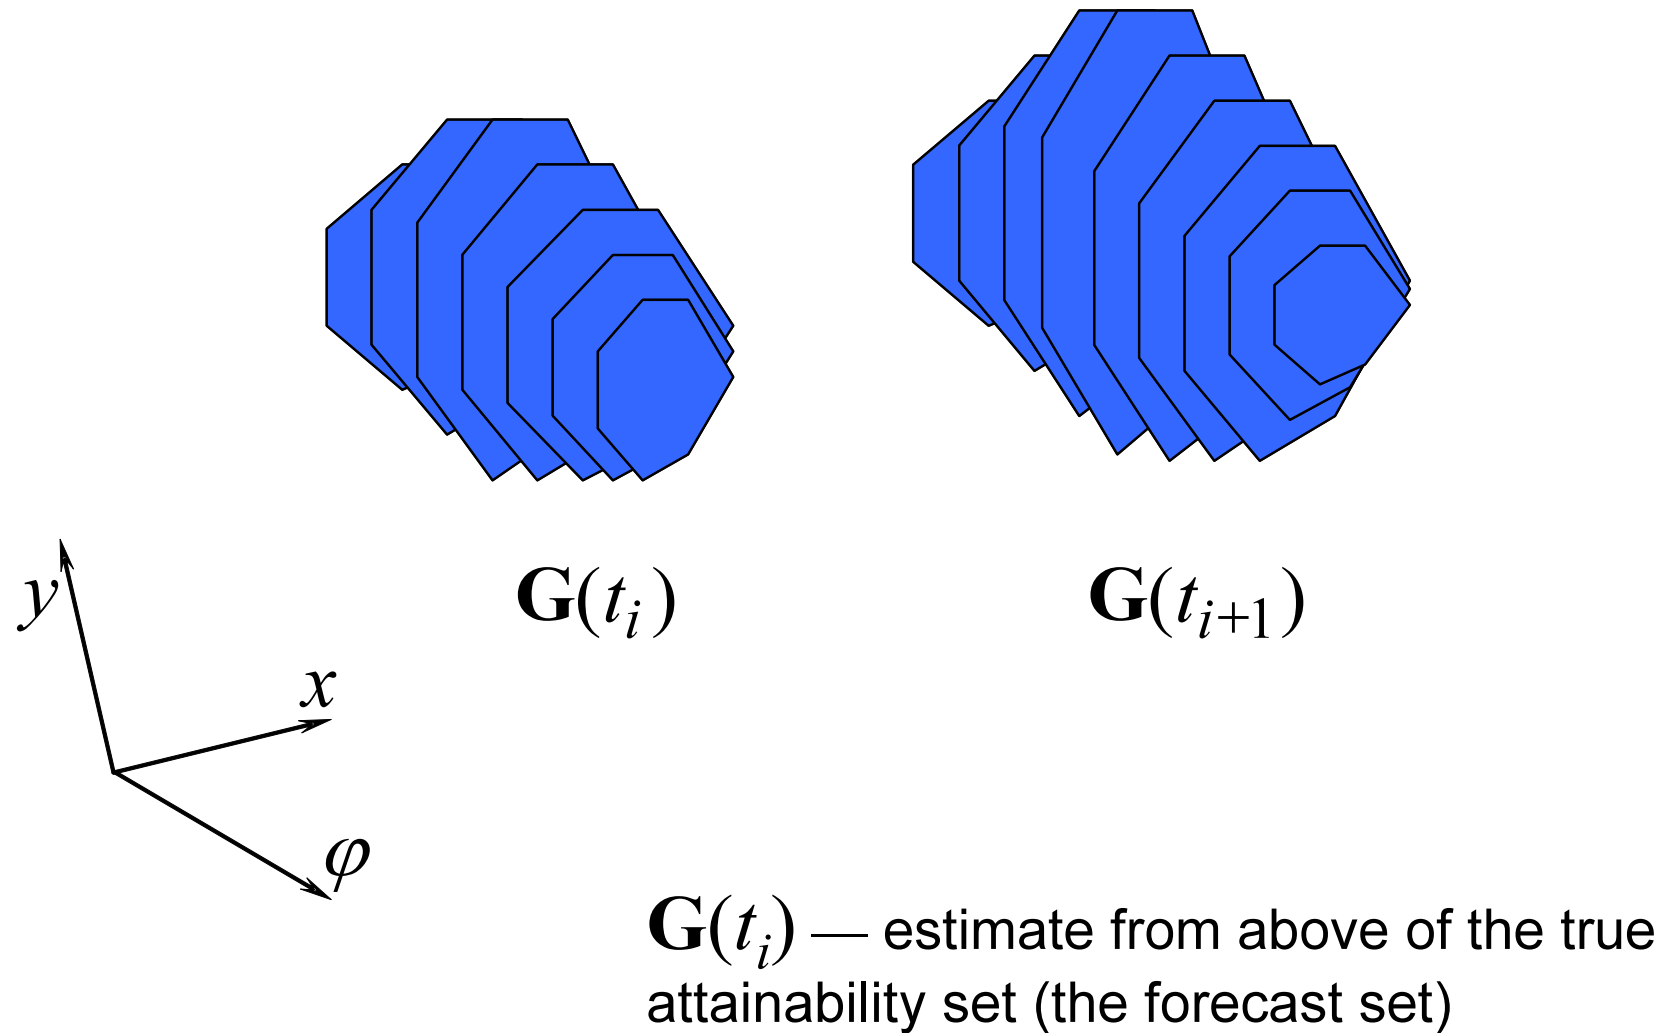 G(t_i) G(t_{i+1})
y
x
φ
G(t_i) — estimate from above of the true
attainability set (the forecast set)